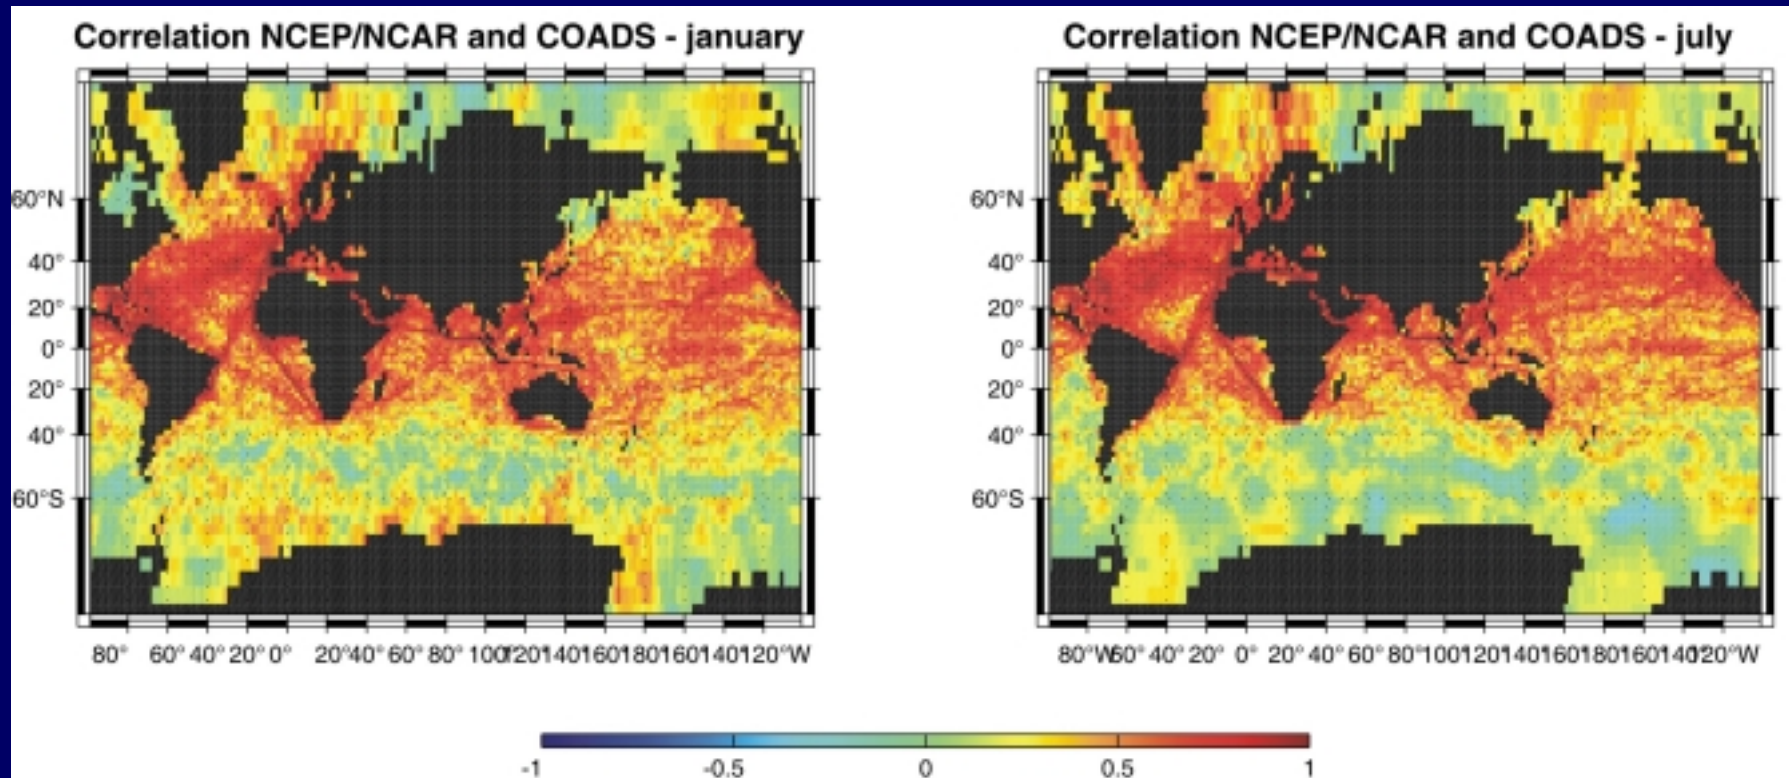 Correlation NCEP/NCAR and COADS - january
60°N
40°
20°
0°
20°
40°
60°S
80° 60° 40° 20° 0° 20° 40° 60° 80° 100° 120° 140° 160° 180° 160° 140° 120°W
Correlation NCEP/NCAR and COADS - july
60°N
40°
20°
0°
20°
40°
60°S
80°W 60° 40° 20° 0° 20° 40° 60° 80° 100° 120° 140° 160° 180° 160° 140° 120°W
-1 -0.5 0 0.5 1